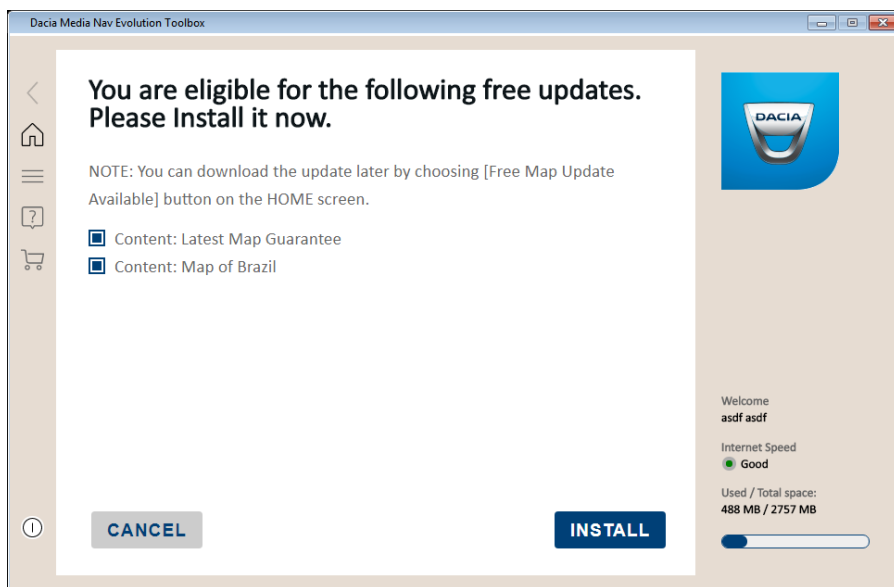 Dacia Media Nav Evolution Toolbox
You are eligible for the following free updates.
Please Install it now.
NOTE: You can download the update later by choosing [Free Map Update
Available] button on the HOME screen.
Content: Latest Map Guarantee
Content: Map of Brazil
CANCEL
INSTALL
DACIA
Welcome
asdf asdf
Internet Speed
Good
Used / Total space:
488 MB / 2757 MB